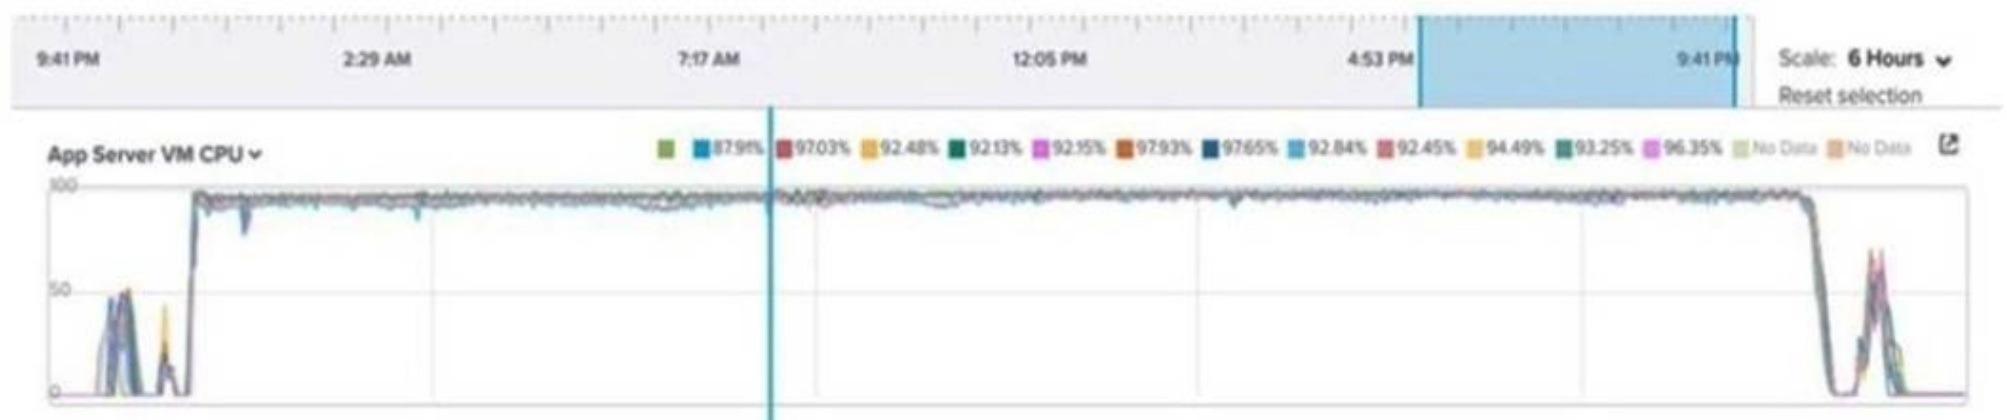 9:41 PM 2:29 AM 7:17 AM 12:05 PM 4:53 PM 9:41 PM
Scale: 6 Hours
Reset selection
App Server VM CPU
87.91% 97.03% 92.48% 92.13% 92.15% 97.93% 97.65% 92.84% 92.45% 94.49% 93.25% 96.35% No Data No Data
100
50
0